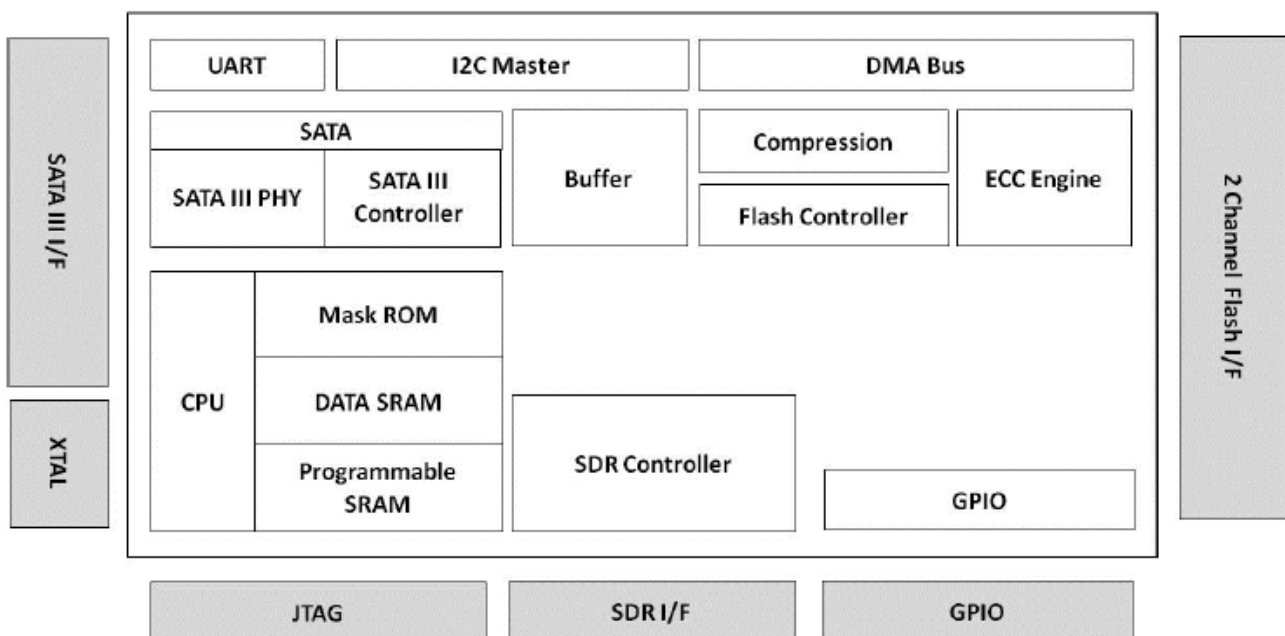 UART
I2C Master
DMA Bus
SATA III I/F
SATA
SATA III PHY
SATA III
Controller
Buffer
Compression
Flash Controller
ECC Engine
2 Channel Flash I/F
CPU
Mask ROM
DATA SRAM
Programmable
SRAM
SDR Controller
GPIO
XTAL
JTAG
SDR I/F
GPIO